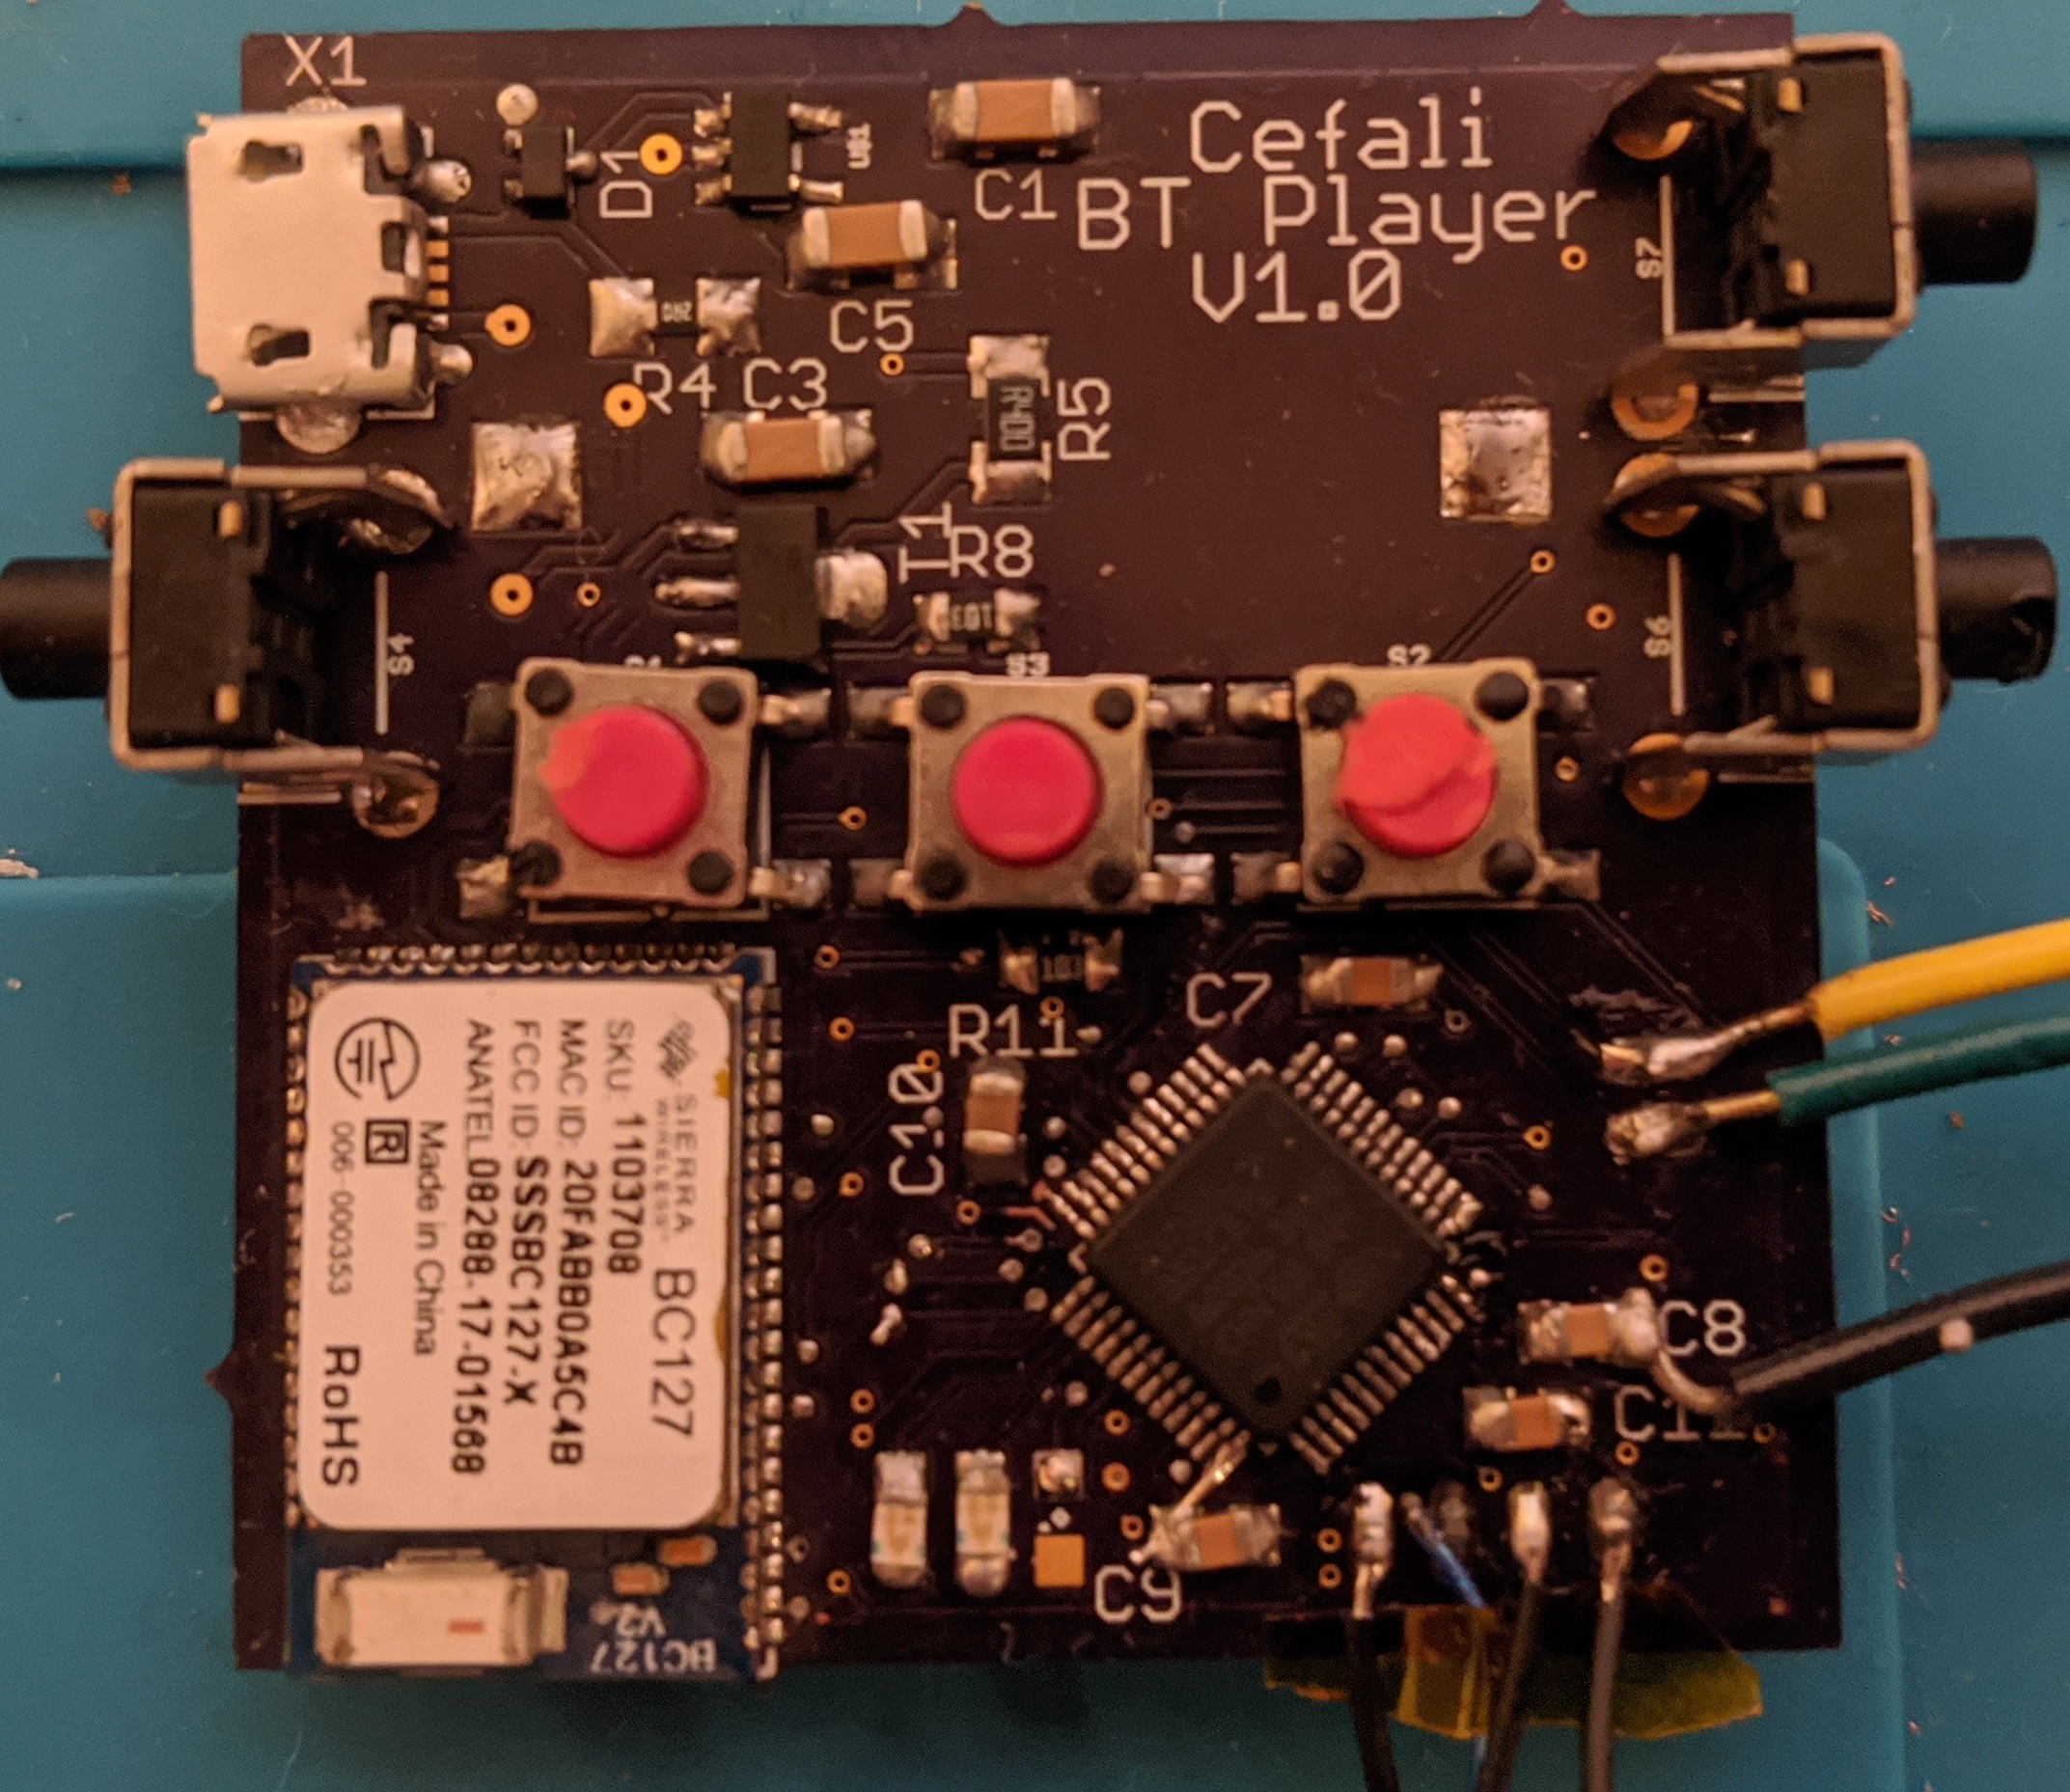 X1
Cefali
BT Player
V1.0
D1
C1
C5
R4
C3
R5
R400
S7
T1
R8
103
S4
S6
S3
S2
R11
C7
C10
SIERRA
WIRELESS
BC127
SKU: 1103708
MAC ID: 20FABB0A5C4B
FCC ID: SSSBC127-X
ANATEL 08288-17-01568
Made in China
R 006-000353
RoHS
C8
C9
BC127
V2